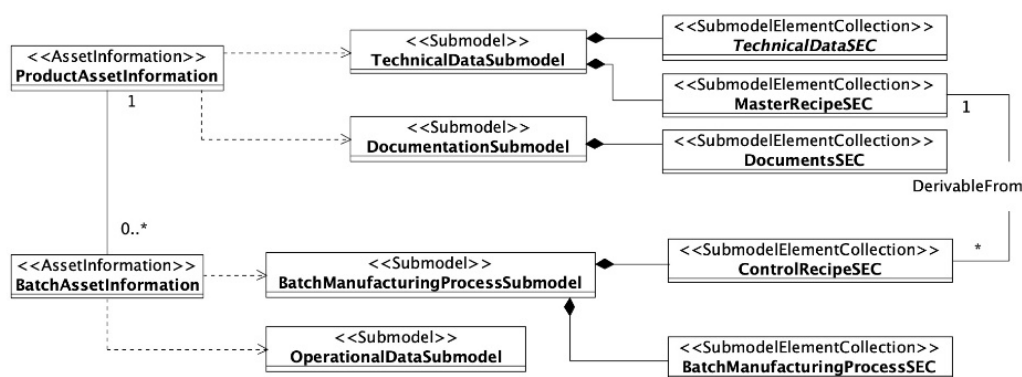 <<AssetInformation>>
ProductAssetInformation
<<Submodel>>
TechnicalDataSubmodel
<<SubmodelElementCollection>>
TechnicalDataSEC
<<SubmodelElementCollection>>
MasterRecipeSEC
1
1
<<Submodel>>
DocumentationSubmodel
<<SubmodelElementCollection>>
DocumentsSEC
DerivableFrom
0..*
*
<<AssetInformation>>
BatchAssetInformation
<<Submodel>>
BatchManufacturingProcessSubmodel
<<SubmodelElementCollection>>
ControlRecipeSEC
<<Submodel>>
OperationalDataSubmodel
<<SubmodelElementCollection>>
BatchManufacturingProcessSEC